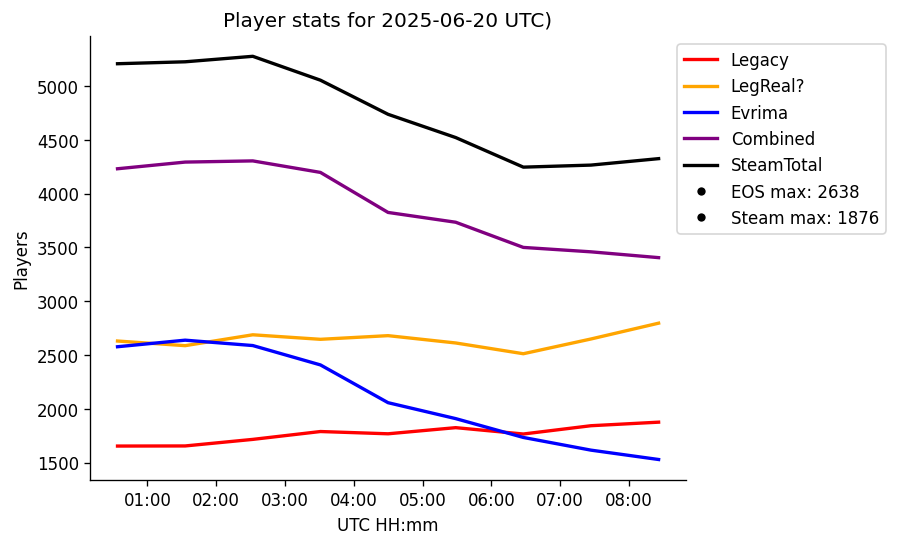 Player stats for 2025-06-20 UTC)
Legacy
LegReal?
Evrima
Combined
SteamTotal
EOS max: 2638
Steam max: 1876
Players
5000
4500
4000
3500
3000
2500
2000
1500
01:00 02:00 03:00 04:00 05:00 06:00 07:00 08:00
UTC HH:mm